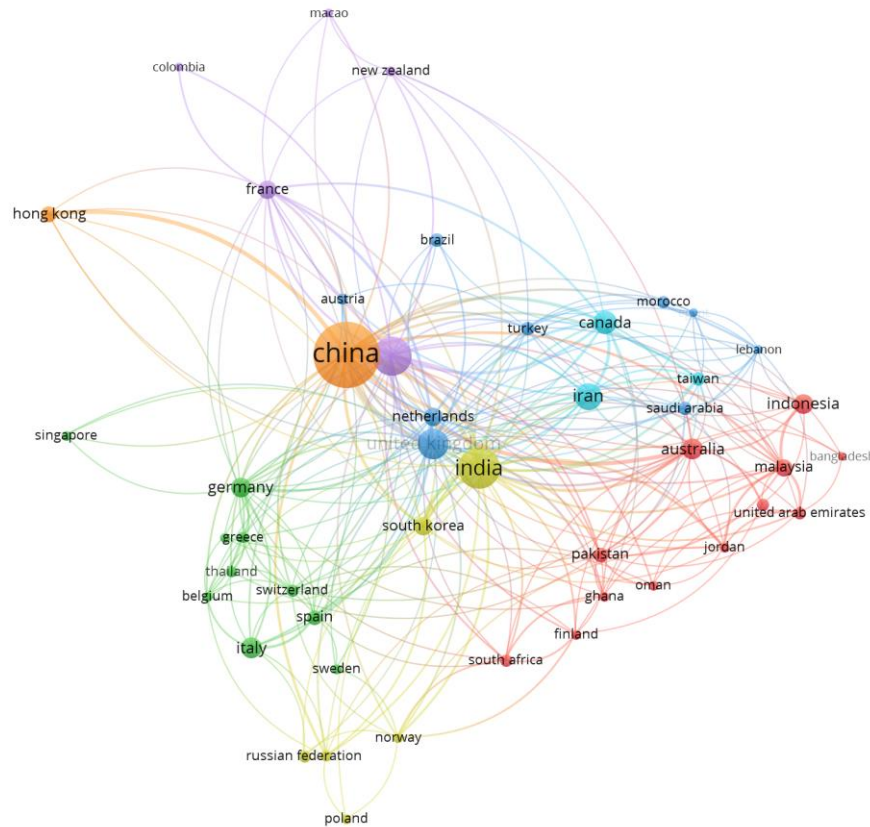 macao
colombia
new zealand
france
hong kong
brazil
austria
morocco
canada
turkey
china
lebanon
taiwan
iran
saudi arabia
indonesia
netherlands
singapore
united kingdom
australia
bangladesh
india
malaysia
germany
united arab emirates
south korea
greece
jordan
pakistan
thailand
oman
switzerland
belgium
ghana
spain
finland
italy
south africa
sweden
norway
russian federation
poland